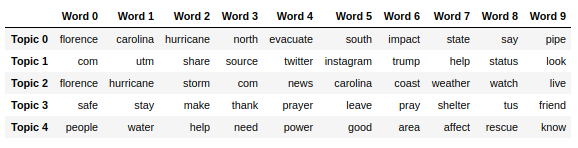 Word 0 Word 1 Word 2 Word 3 Word 4 Word 5 Word 6 Word 7 Word 8 Word 9
Topic 0 florence carolina hurricane north evacuate south impact state say pipe
Topic 1 com utm share source twitter instagram trump help status look
Topic 2 florence hurricane storm com news carolina coast weather watch live
Topic 3 safe stay make thank prayer leave pray shelter tus friend
Topic 4 people water help need power good area affect rescue know